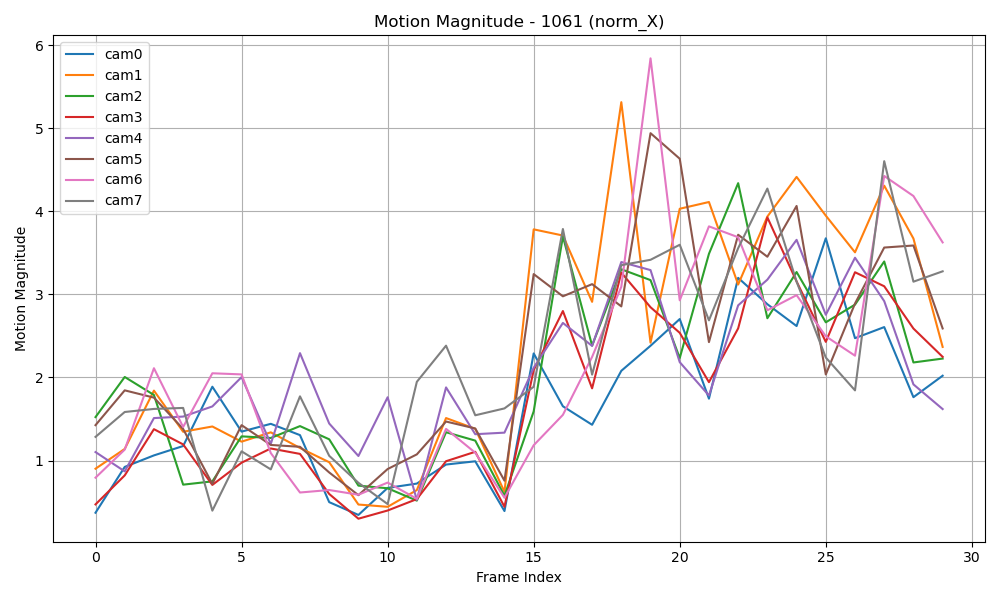 Motion Magnitude - 1061 (norm_X)
cam0
cam1
cam2
cam3
cam4
cam5
cam6
cam7
Motion Magnitude
6
5
4
3
2
1
0 5 10 15 20 25 30
Frame Index